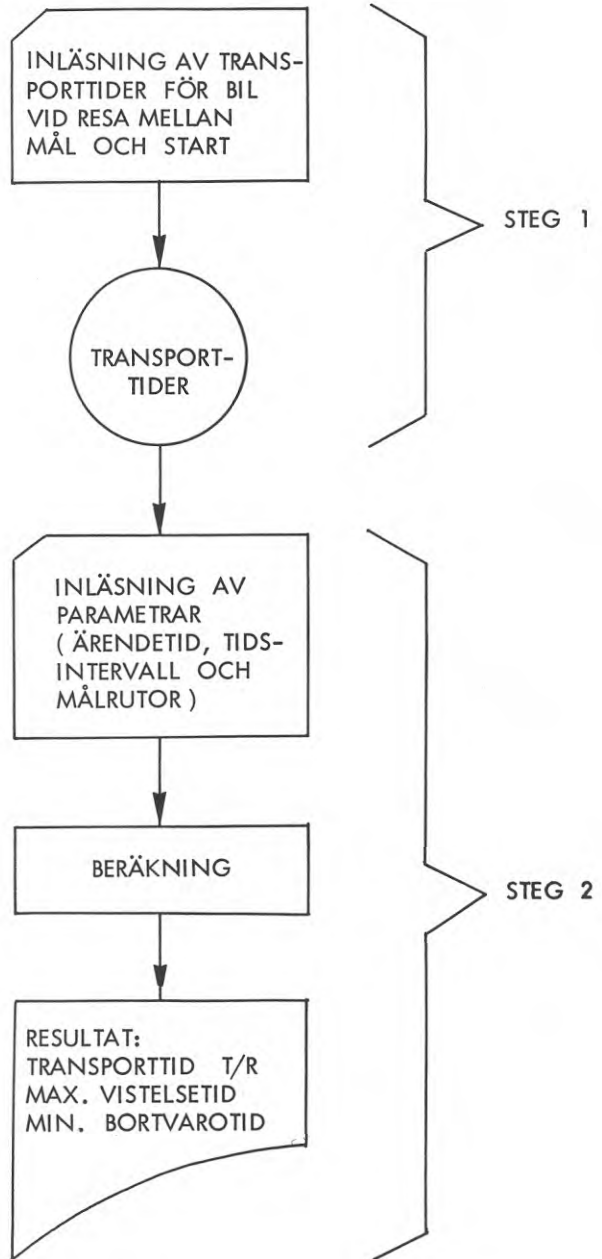 INLÄSNING AV TRANS-
PORTTIDER FÖR BIL
VID RESA MELLAN
MÅL OCH START
STEG 1
TRANSPORT-
TIDER
INLÄSNING AV
PARAMETRAR
( ÄRENDETID, TIDS-
INTERVALL OCH
MÅLRUTOR )
BERÄKNING
STEG 2
RESULTAT:
TRANSPORTTID T/R
MAX. VISTELSETID
MIN. BORTVAROTID